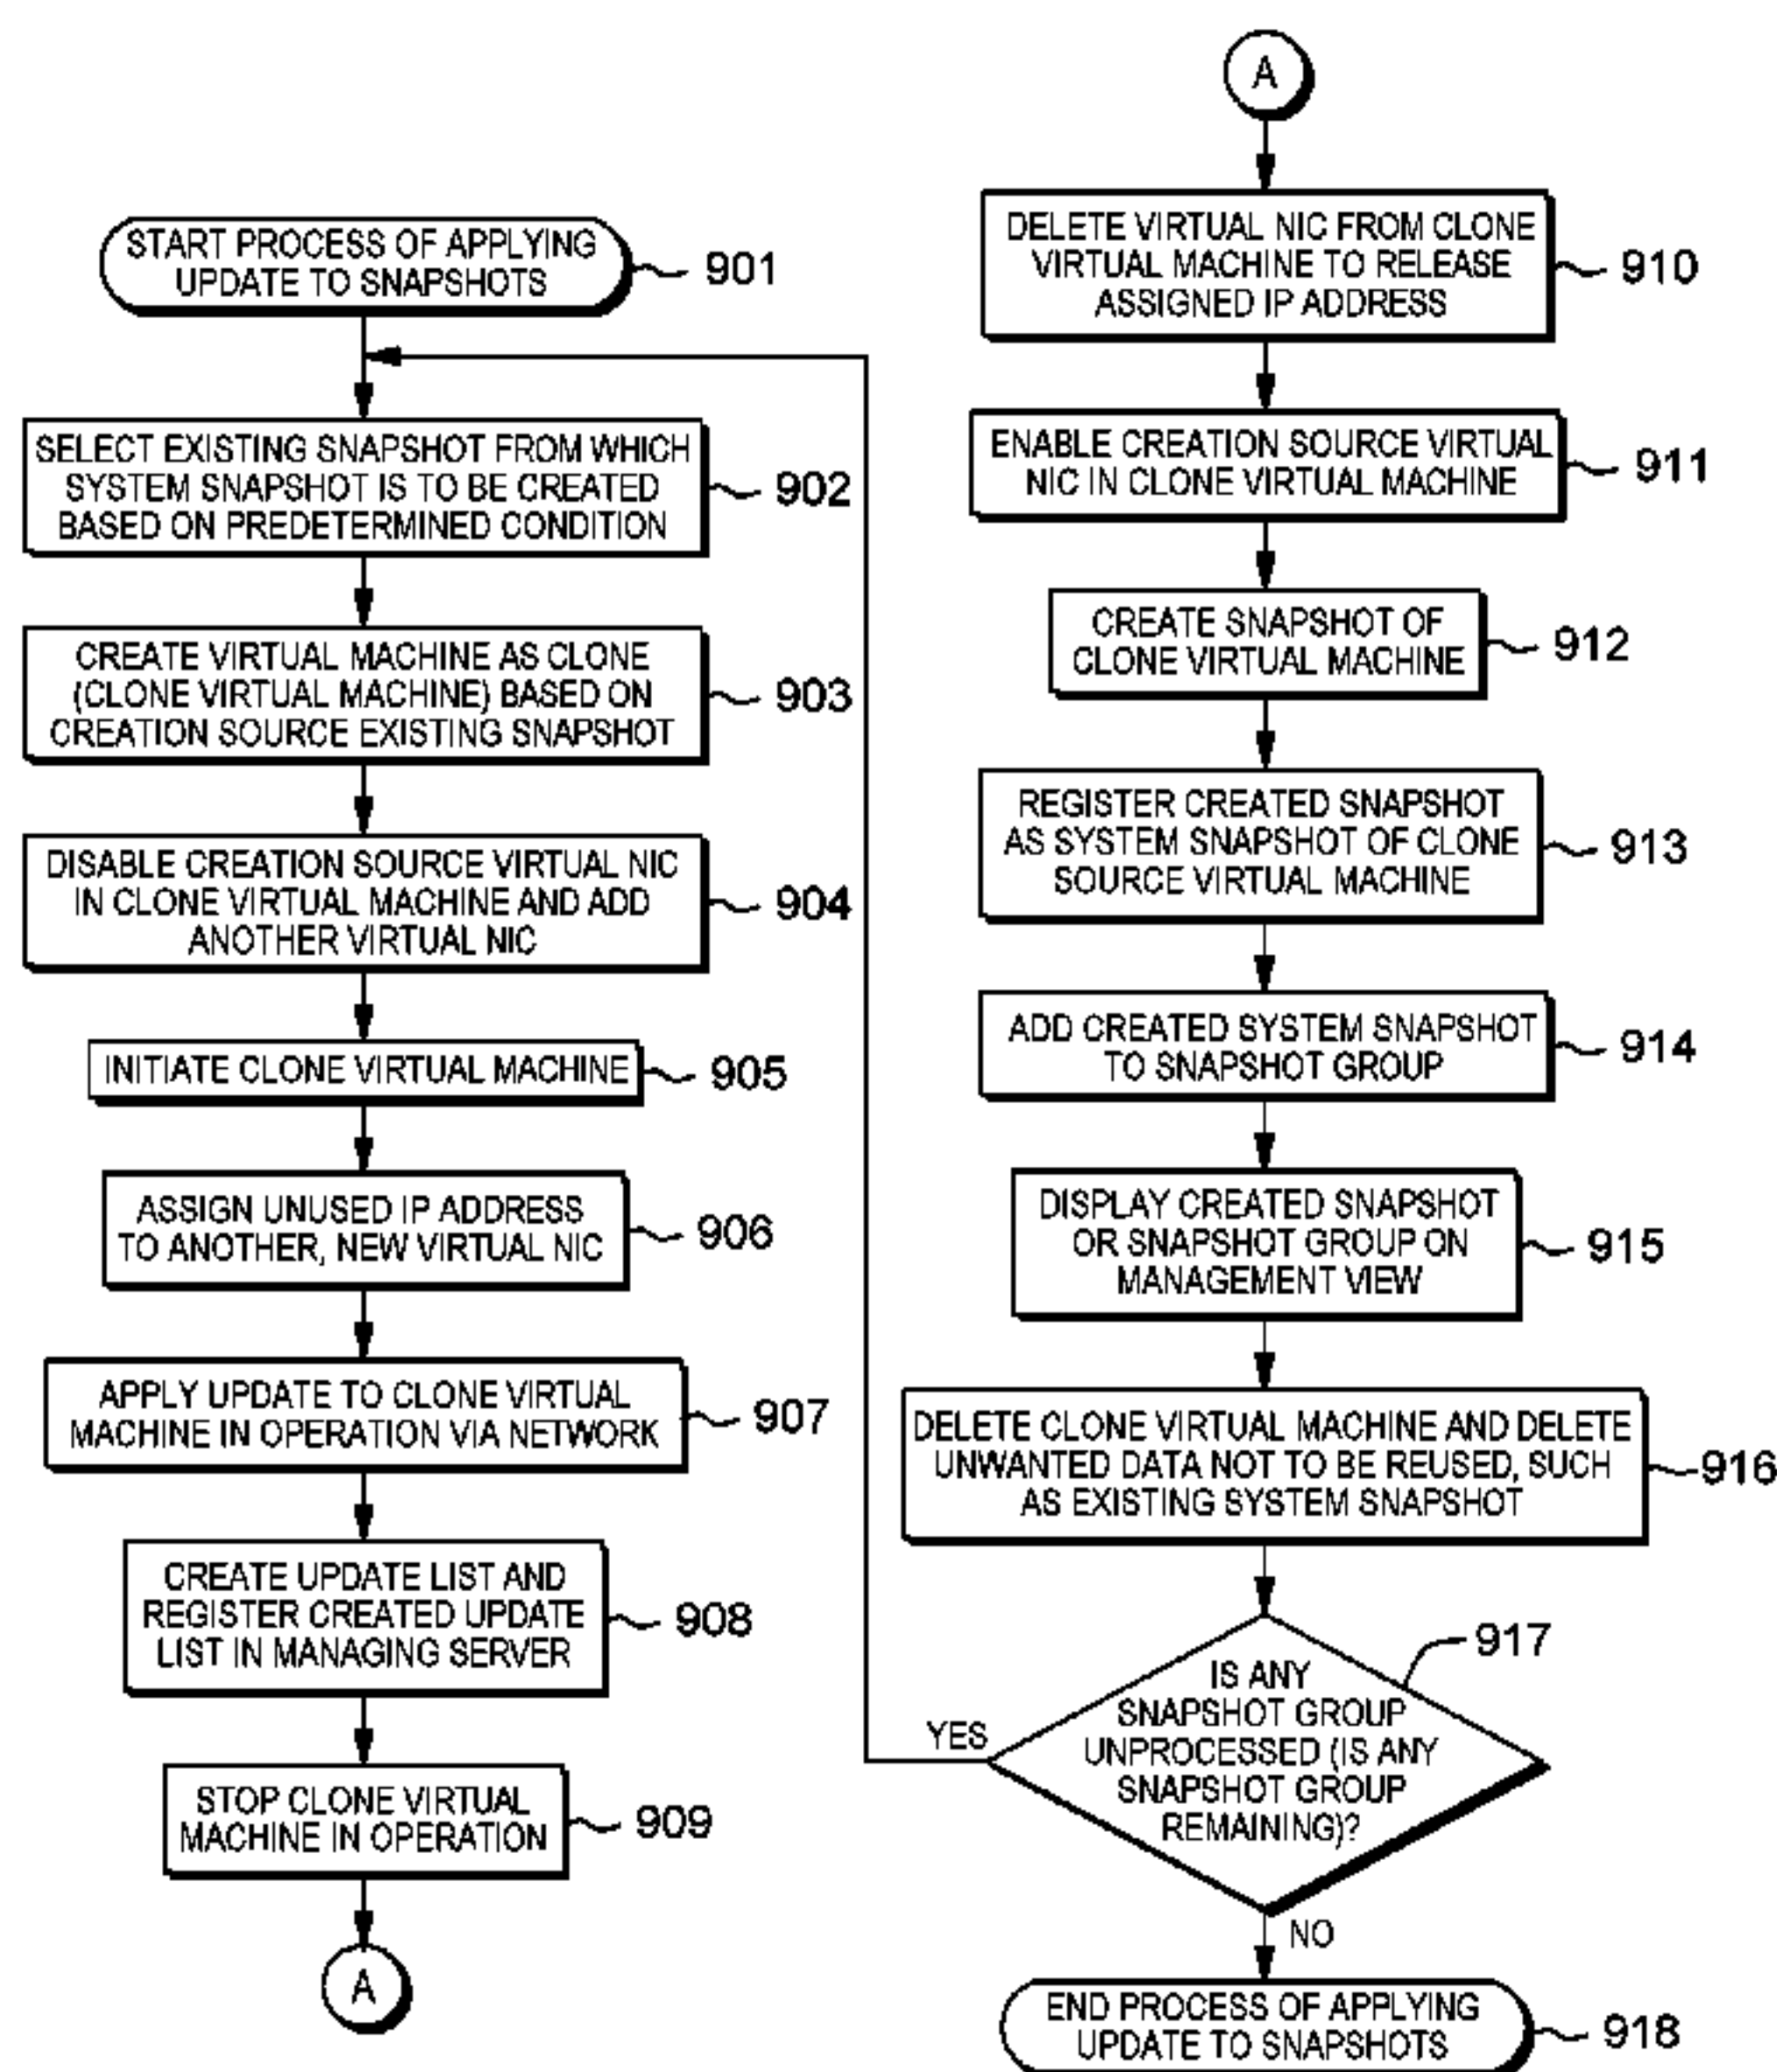 START PROCESS OF APPLYING
UPDATE TO SNAPSHOTS
901
SELECT EXISTING SNAPSHOT FROM WHICH
SYSTEM SNAPSHOT IS TO BE CREATED
BASED ON PREDETERMINED CONDITION
902
CREATE VIRTUAL MACHINE AS CLONE
(CLONE VIRTUAL MACHINE) BASED ON
CREATION SOURCE EXISTING SNAPSHOT
903
DISABLE CREATION SOURCE VIRTUAL NIC
IN CLONE VIRTUAL MACHINE AND ADD
ANOTHER VIRTUAL NIC
904
INITIATE CLONE VIRTUAL MACHINE
905
ASSIGN UNUSED IP ADDRESS
TO ANOTHER, NEW VIRTUAL NIC
906
APPLY UPDATE TO CLONE VIRTUAL
MACHINE IN OPERATION VIA NETWORK
907
CREATE UPDATE LIST AND
REGISTER CREATED UPDATE
LIST IN MANAGING SERVER
908
STOP CLONE VIRTUAL
MACHINE IN OPERATION
909
A
A
DELETE VIRTUAL NIC FROM CLONE
VIRTUAL MACHINE TO RELEASE
ASSIGNED IP ADDRESS
910
ENABLE CREATION SOURCE VIRTUAL
NIC IN CLONE VIRTUAL MACHINE
911
CREATE SNAPSHOT OF
CLONE VIRTUAL MACHINE
912
REGISTER CREATED SNAPSHOT
AS SYSTEM SNAPSHOT OF CLONE
SOURCE VIRTUAL MACHINE
913
ADD CREATED SYSTEM SNAPSHOT
TO SNAPSHOT GROUP
914
DISPLAY CREATED SNAPSHOT
OR SNAPSHOT GROUP ON
MANAGEMENT VIEW
915
DELETE CLONE VIRTUAL MACHINE AND DELETE
UNWANTED DATA NOT TO BE REUSED, SUCH
AS EXISTING SYSTEM SNAPSHOT
916
IS ANY
SNAPSHOT GROUP
UNPROCESSED (IS ANY
SNAPSHOT GROUP
REMAINING)?
917
YES
NO
END PROCESS OF APPLYING
UPDATE TO SNAPSHOTS
918